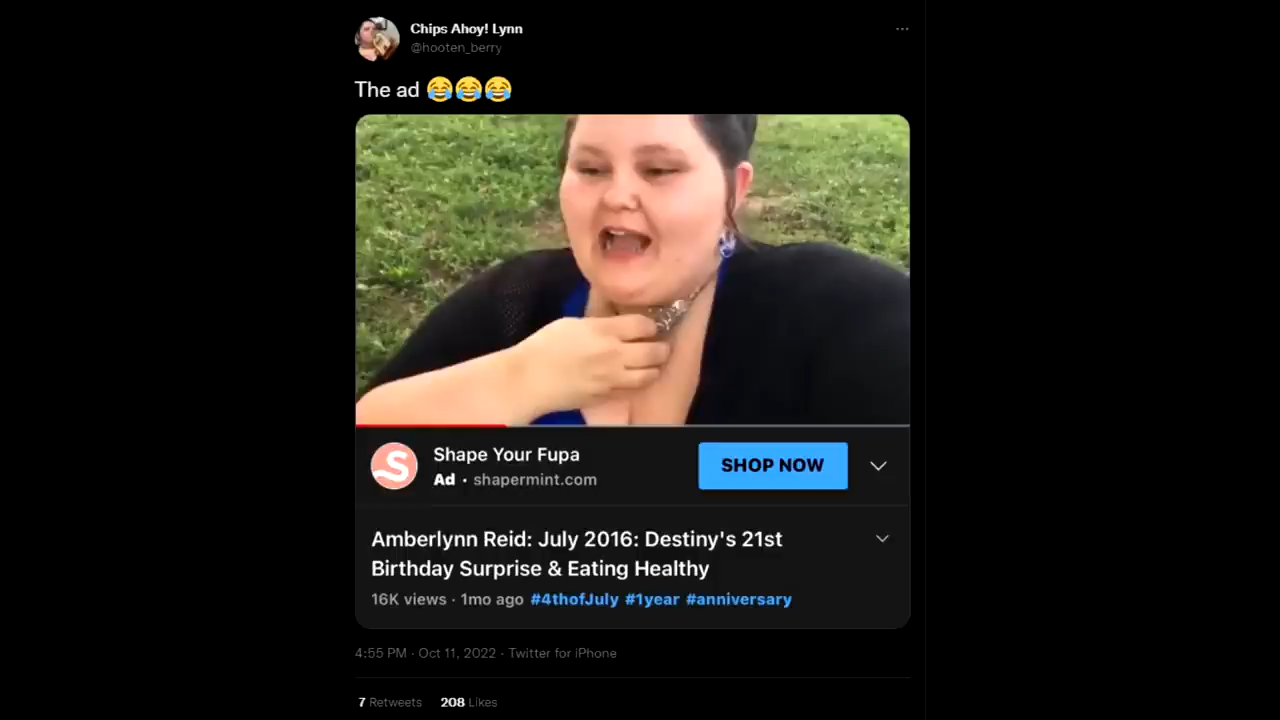 Chips Ahoy! Lynn
@hooten_berry
The ad 😂😂😂
Shape Your Fupa
Ad · shapermint.com
SHOP NOW
Amberlynn Reid: July 2016: Destiny's 21st
Birthday Surprise & Eating Healthy
16K views · 1mo ago #4thofJuly #1year #anniversary
4:55 PM · Oct 11, 2022 · Twitter for iPhone
7 Retweets 208 Likes